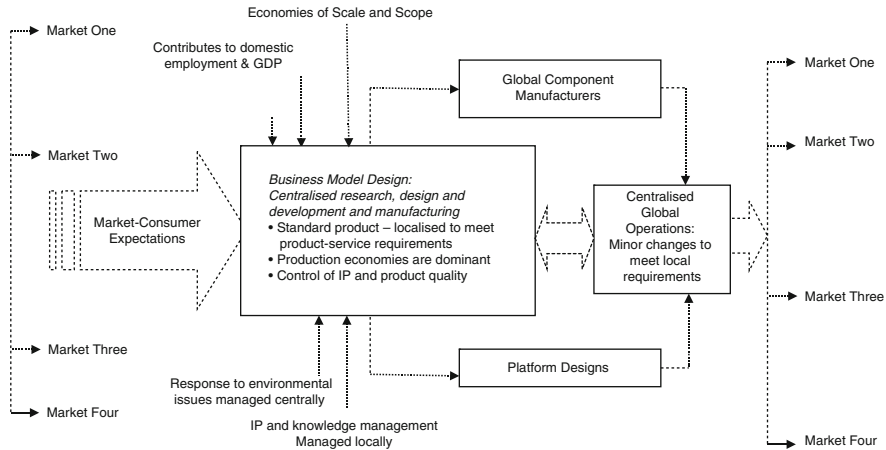 Economies of Scale and Scope
Market One
Contributes to domestic
employment & GDP
Global Component
Manufacturers
Market One
Market Two
Market Two
Market-Consumer
Expectations
Business Model Design:
Centralised research, design and
development and manufacturing
• Standard product – localised to meet
product-service requirements
• Production economies are dominant
• Control of IP and product quality
Centralised
Global
Operations:
Minor changes to
meet local
requirements
Market Three
Market Three
Platform Designs
Response to environmental
issues managed centrally
Market Four
IP and knowledge management
Managed locally
Market Four